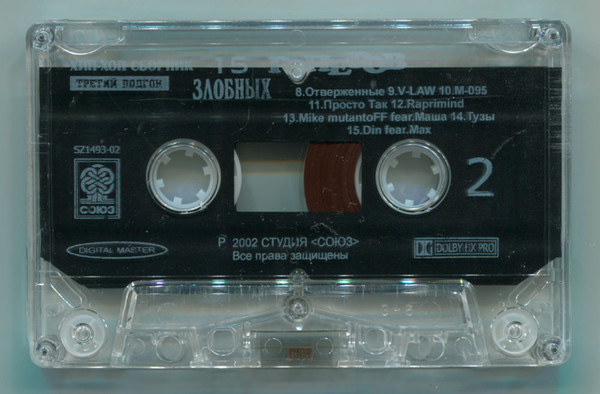 ХИП ХОП СБОРНИК
15
ТРЕТИЙ ПОДГОН
ЗЛОБНЫХ
8.Отверженные 9.V-LAW 10.M-095
11.Просто Так 12.Raprimind
13.Mike mutantoFF fear.Маша 14.Тузы
15.Din fear.Max
SZ1493-02
СОЮЗ
2
DIGITAL MASTER
P 2002 СТУДИЯ <СОЮЗ>
Все права защищены
DOLBY HX PRO